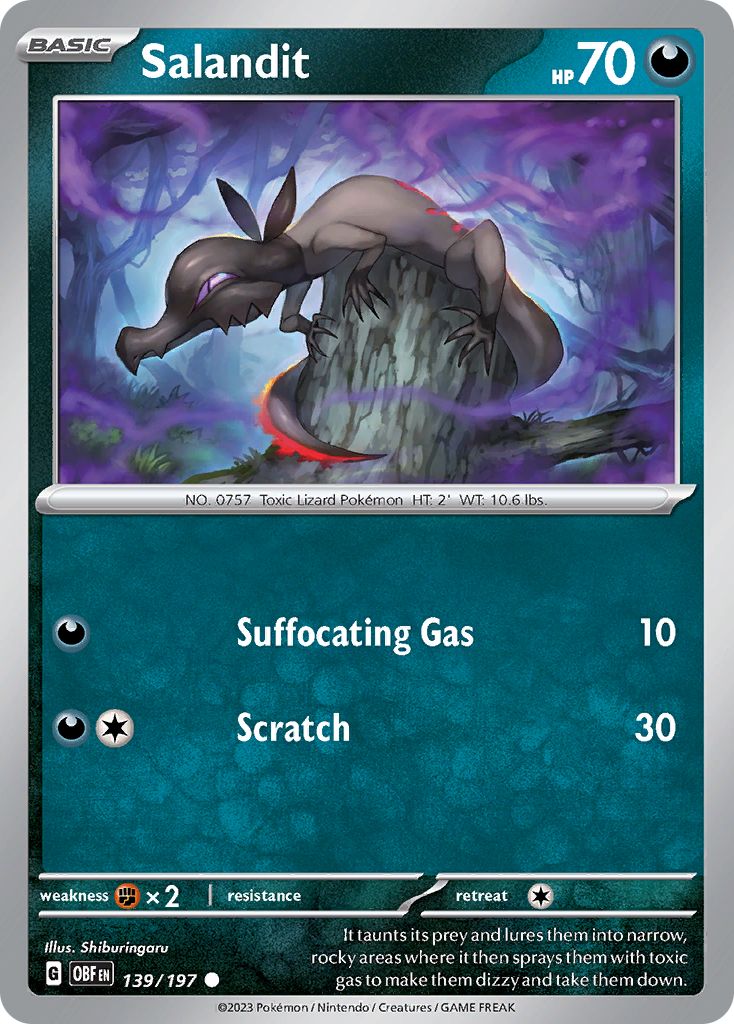 BASIC
Salandit
HP 70
NO. 0757 Toxic Lizard Pokémon HT: 2' WT: 10.6 lbs.
Suffocating Gas 10
Scratch 30
weakness ×2 resistance retreat
Illus. Shiburingaru
It taunts its prey and lures them into narrow,
rocky areas where it then sprays them with toxic
gas to make them dizzy and take them down.
G OBF EN 139/197
©2023 Pokémon / Nintendo / Creatures / GAME FREAK